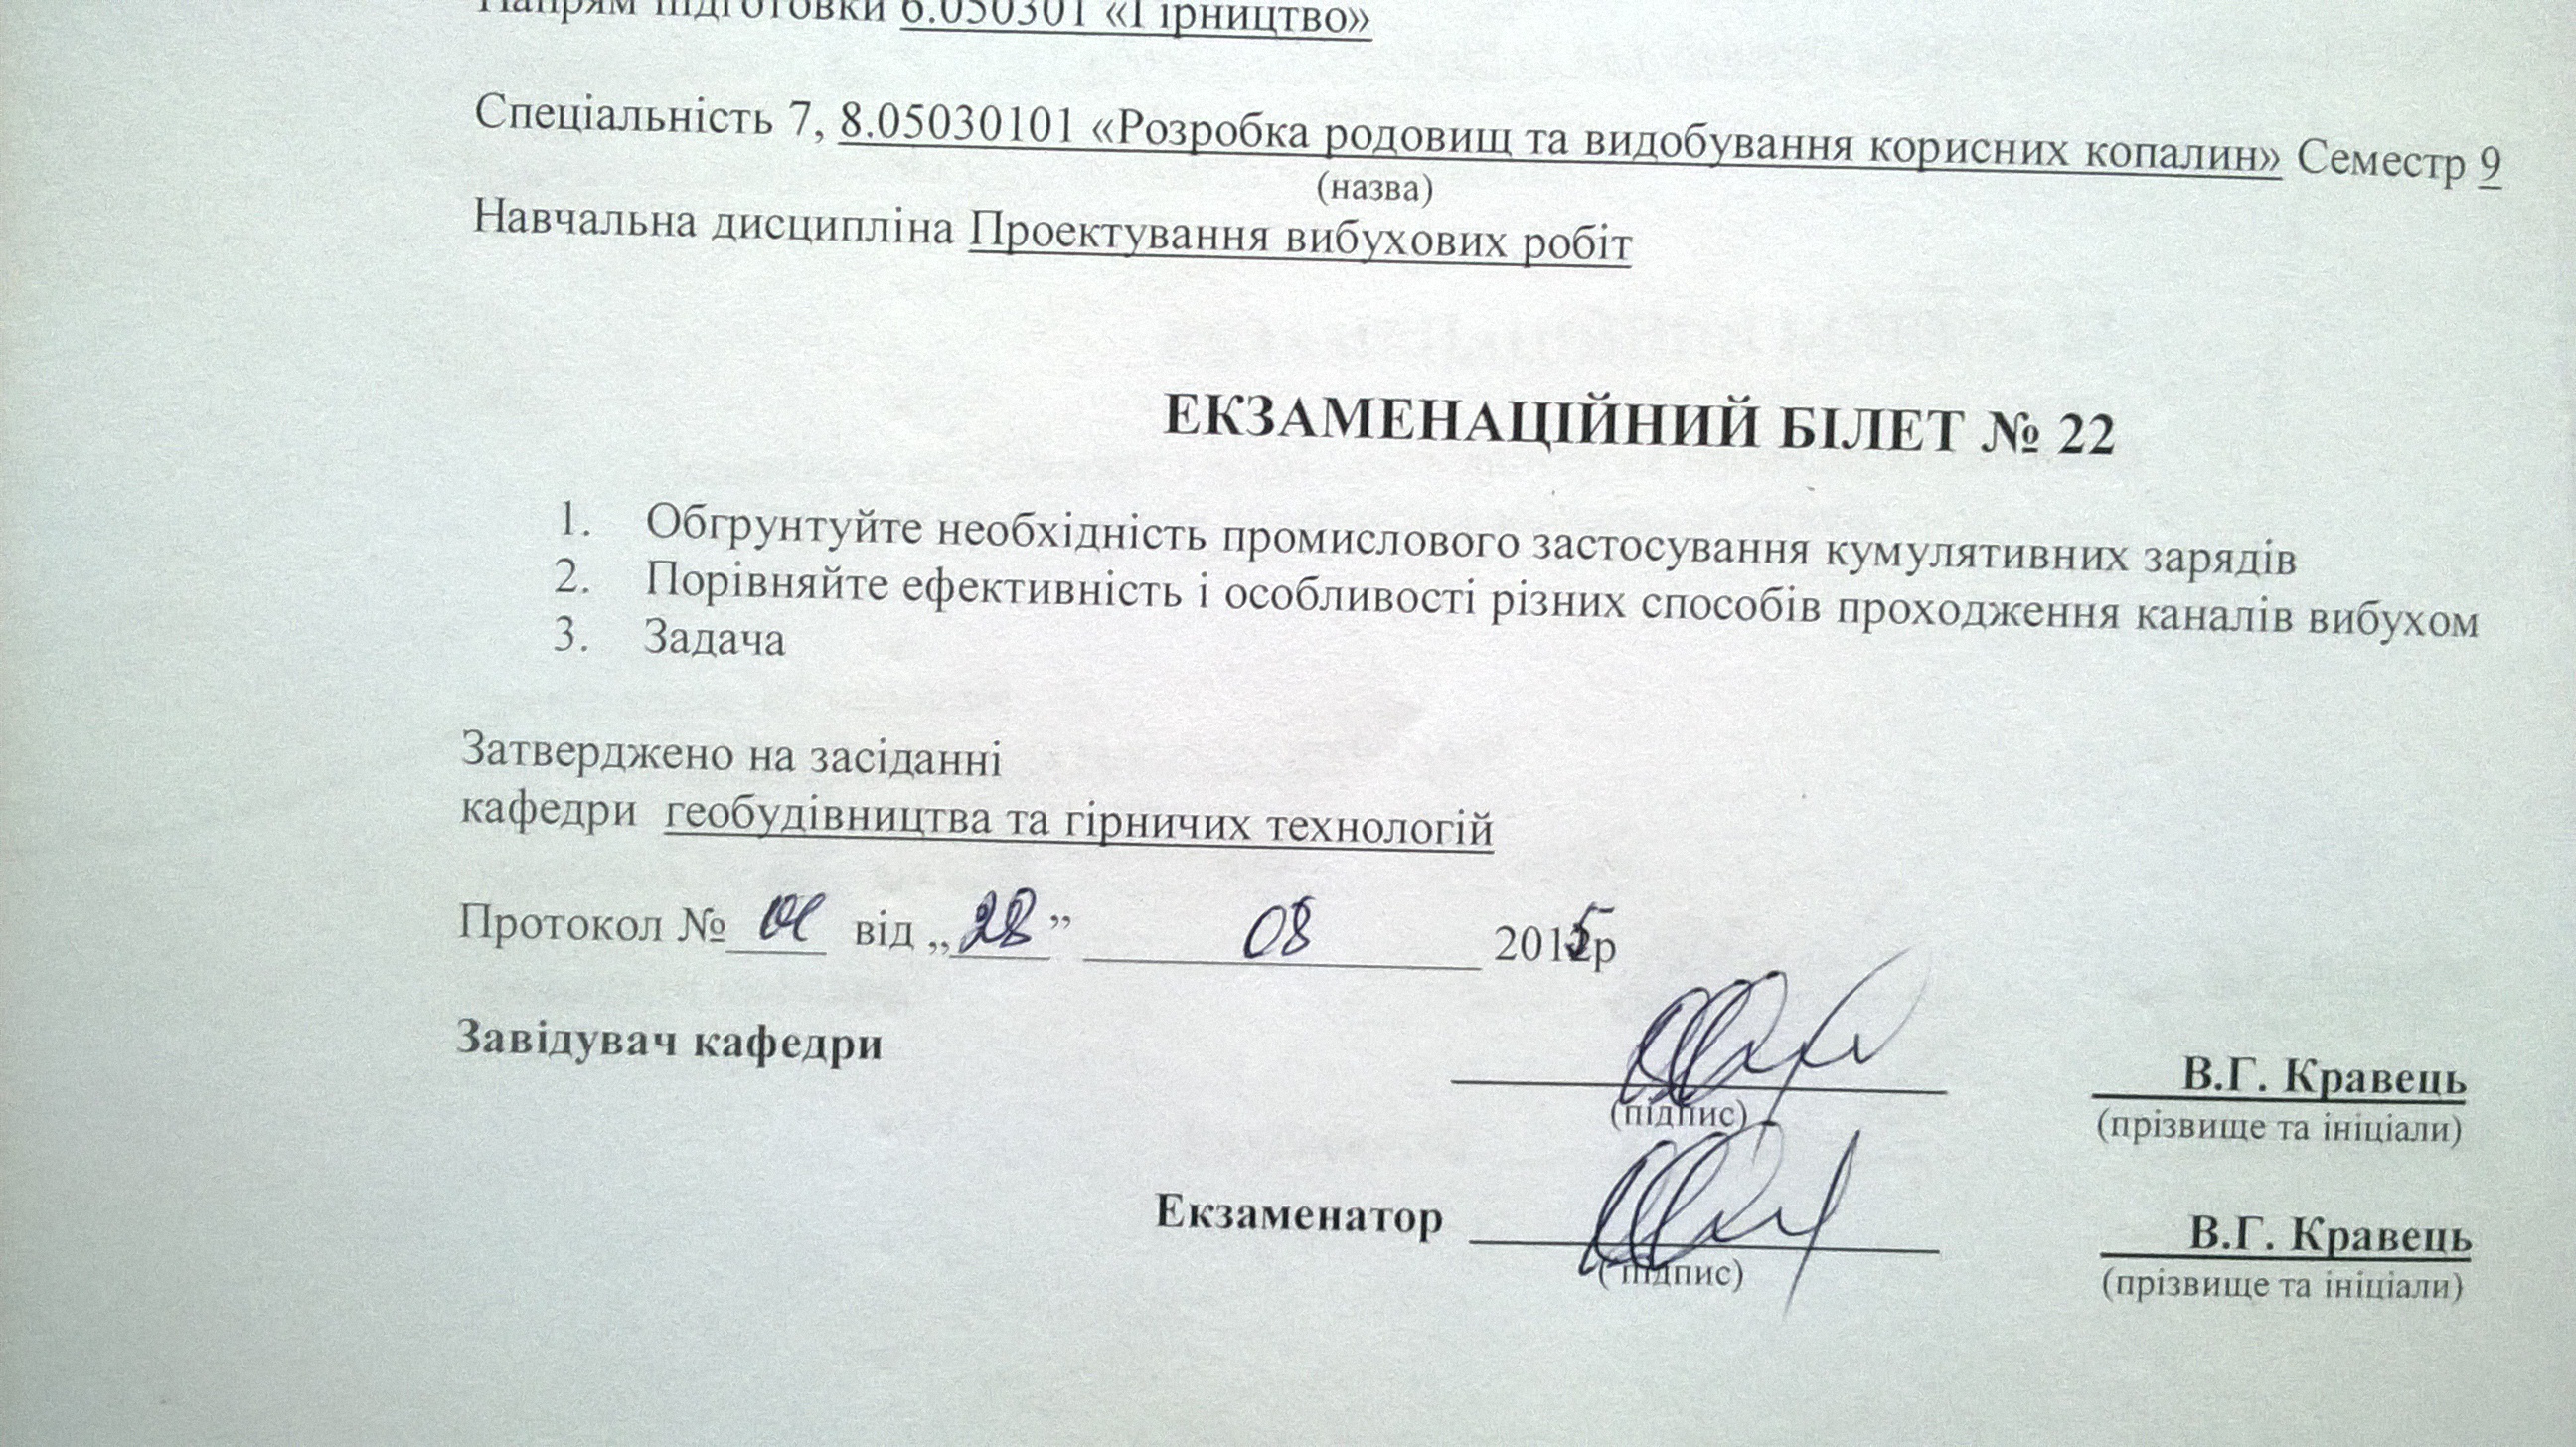 Напрям підготовки 6.050301 «Гірництво»
Спеціальність 7, 8.05030101 «Розробка родовищ та видобування корисних копалин» Семестр 9
(назва)
Навчальна дисципліна Проектування вибухових робіт
ЕКЗАМЕНАЦІЙНИЙ БІЛЕТ № 22
1. Обгрунтуйте необхідність промислового застосування кумулятивних зарядів
2. Порівняйте ефективність і особливості різних способів проходження каналів вибухом
3. Задача
Затверджено на засіданні
кафедри геобудівництва та гірничих технологій
Протокол № 01 від „28” 08 2015р
Завідувач кафедри В.Г. Кравець
(підпис) (прізвище та ініціали)
Екзаменатор В.Г. Кравець
( підпис) (прізвище та ініціали)